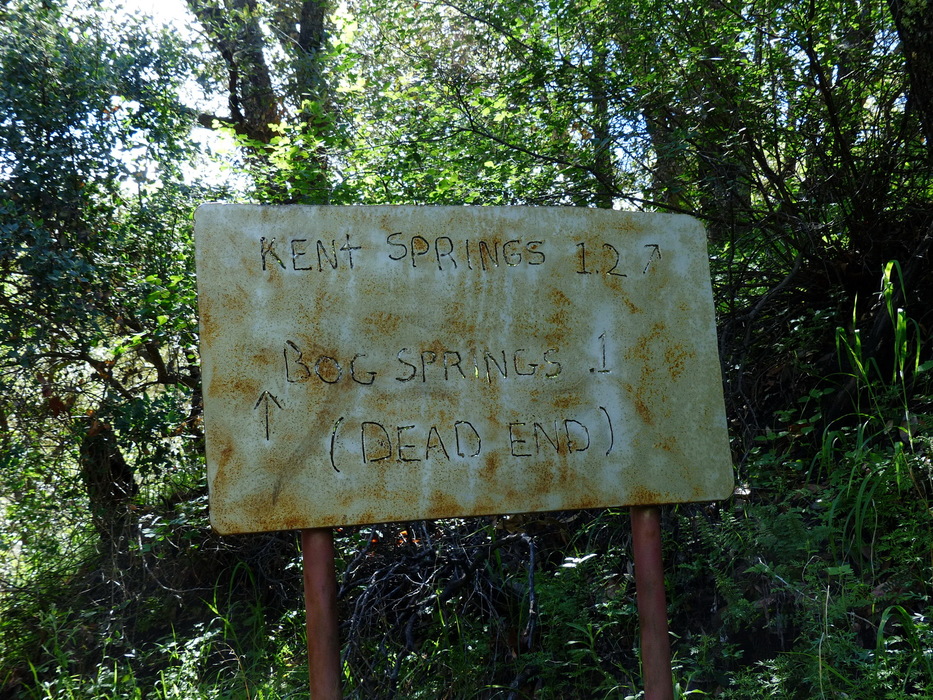 KENt SPRINGS 1.2 ↗
BOG SPRINGS .1
↑ (DEAD END)